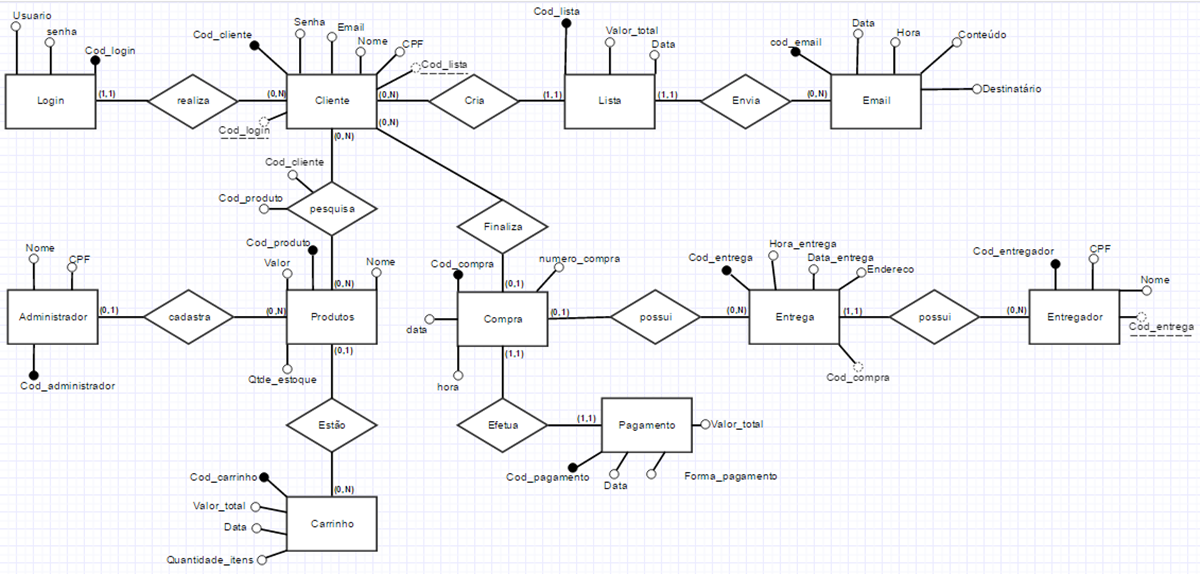 Usuario
senha
Cod_login
Login
(1,1)
realiza
(0,N)
Cod_cliente
Senha
Email
Nome
CPF
Cod_lista
Cliente
Cod_login
(0,N)
Cria
(1,1)
Cod_lista
Valor_total
Data
Lista
(1,1)
Envia
(0,N)
cod_email
Data
Hora
Conteúdo
Destinatário
Email
(0,N)
(0,N)
Cod_cliente
Cod_produto
pesquisa
Finaliza
Nome
CPF
Administrador
Cod_administrador
(0,1)
cadastra
(0,N)
Cod_produto
Valor
Nome
(0,N)
Produtos
(0,1)
Qtde_estoque
Cod_compra
numero_compra
(0,1)
Compra
data
hora
(0,1)
(1,1)
possui
(0,N)
Cod_entrega
Hora_entrega
Data_entrega
Endereco
Entrega
Cod_compra
(1,1)
possui
(0,N)
Cod_entregador
CPF
Nome
Entregador
Cod_entrega
Estão
(0,N)
Efetua
(1,1)
Pagamento
Valor_total
Cod_pagamento
Data
Forma_pagamento
Cod_carrinho
Valor_total
Data
Quantidade_itens
Carrinho